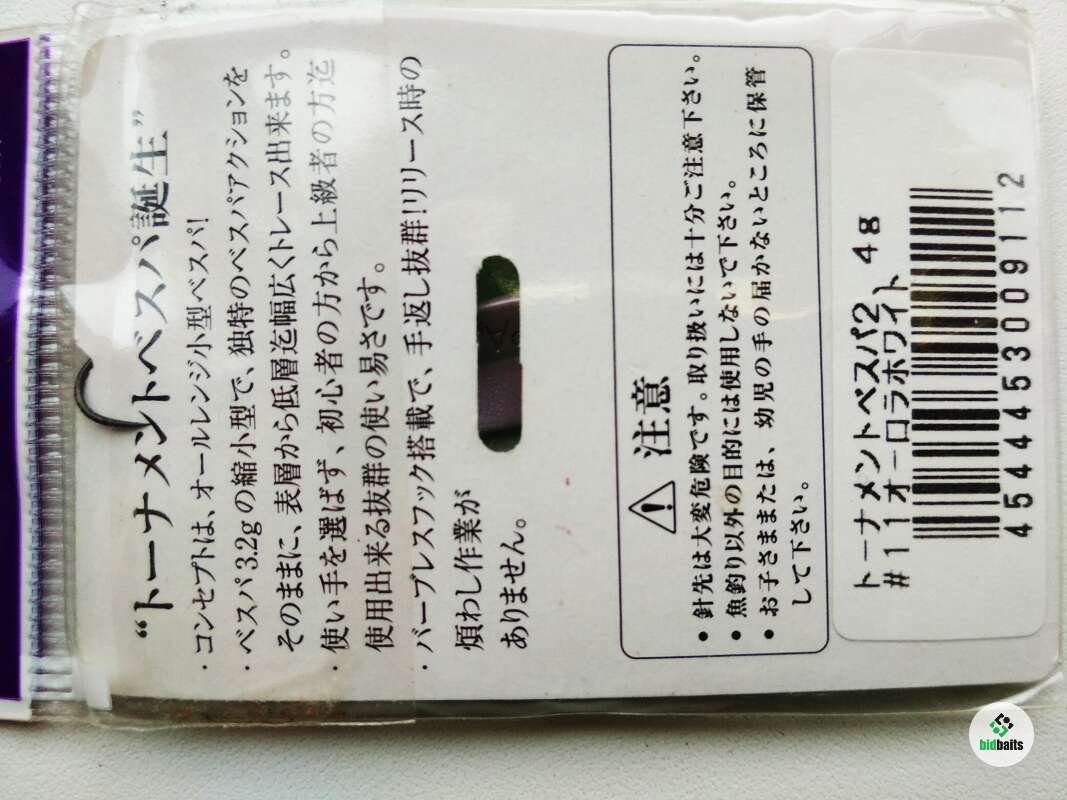 “トーナメントベスパ誕生”
・コンセプトは、オールレンジ小型ベスパ!
・ベスパ3.2gの縮小型で、独特のベスパアクションを
そのままに、表層から低層迄幅広くトレース出来ます。
・使い手を選ばず、初心者の方から上級者の方迄
使用出来る抜群の使い易さです。
・バーブレスフック搭載で、手返し抜群!リリース時の
煩わし作業が
ありません。
注意
• 針先は大変危険です。取り扱いには十分ご注意下さい。
• 魚釣り以外の目的には使用しないで下さい。
• お子さままたは、幼児の手の届かないところに保管
して下さい。
トーナメントベスパ2 4g
#11オーロラホワイト
4544453009112
bidbaits